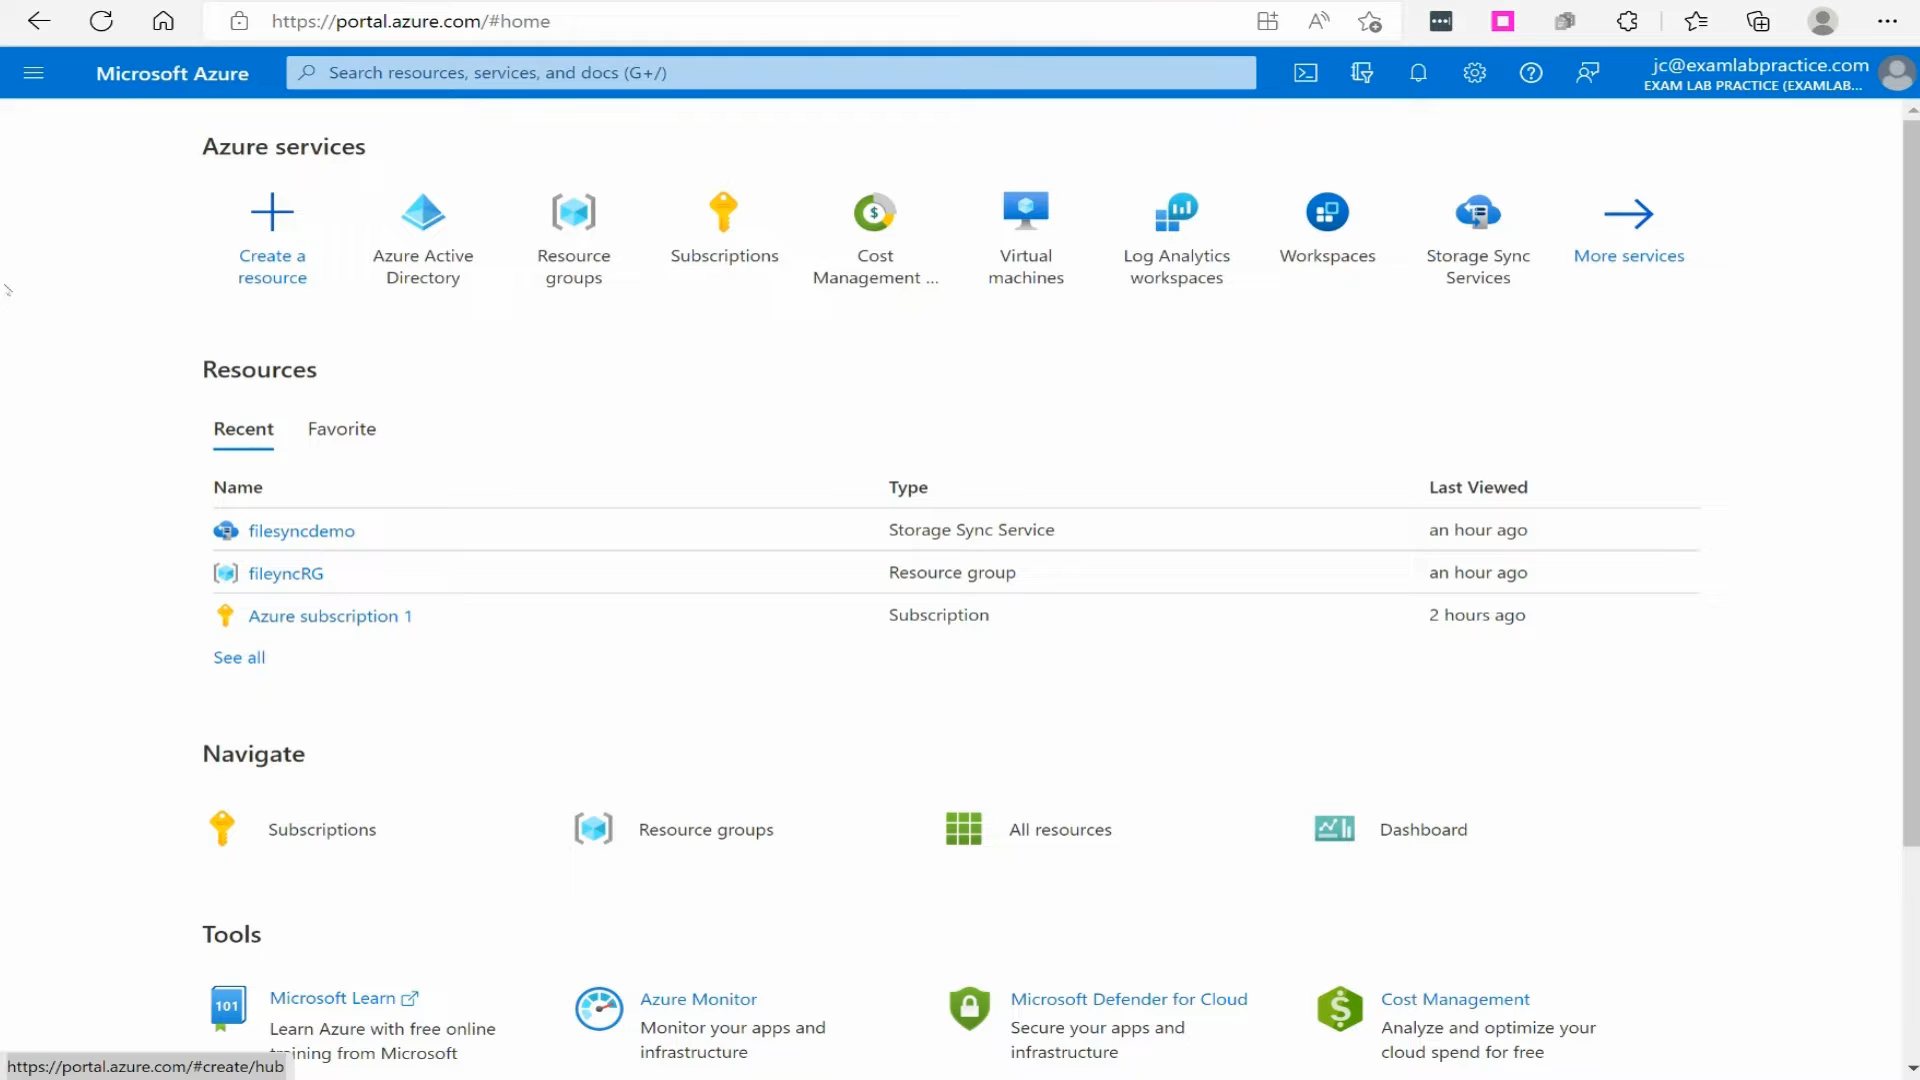 https://portal.azure.com/#home
Microsoft Azure
Search resources, services, and docs (G+/)
jc@examlabpractice.com
EXAM LAB PRACTICE (EXAMLAB...
Azure services
Create a
resource
Azure Active
Directory
Resource
groups
Subscriptions
Cost
Management ...
Virtual
machines
Log Analytics
workspaces
Workspaces
Storage Sync
Services
More services
Resources
Recent
Favorite
Name
Type
Last Viewed
filesyncdemo
Storage Sync Service
an hour ago
fileyncRG
Resource group
an hour ago
Azure subscription 1
Subscription
2 hours ago
See all
Navigate
Subscriptions
Resource groups
All resources
Dashboard
Tools
101
Microsoft Learn
Learn Azure with free online
training from Microsoft
Azure Monitor
Monitor your apps and
infrastructure
Microsoft Defender for Cloud
Secure your apps and
infrastructure
Cost Management
Analyze and optimize your
cloud spend for free
https://portal.azure.com/#create/hub